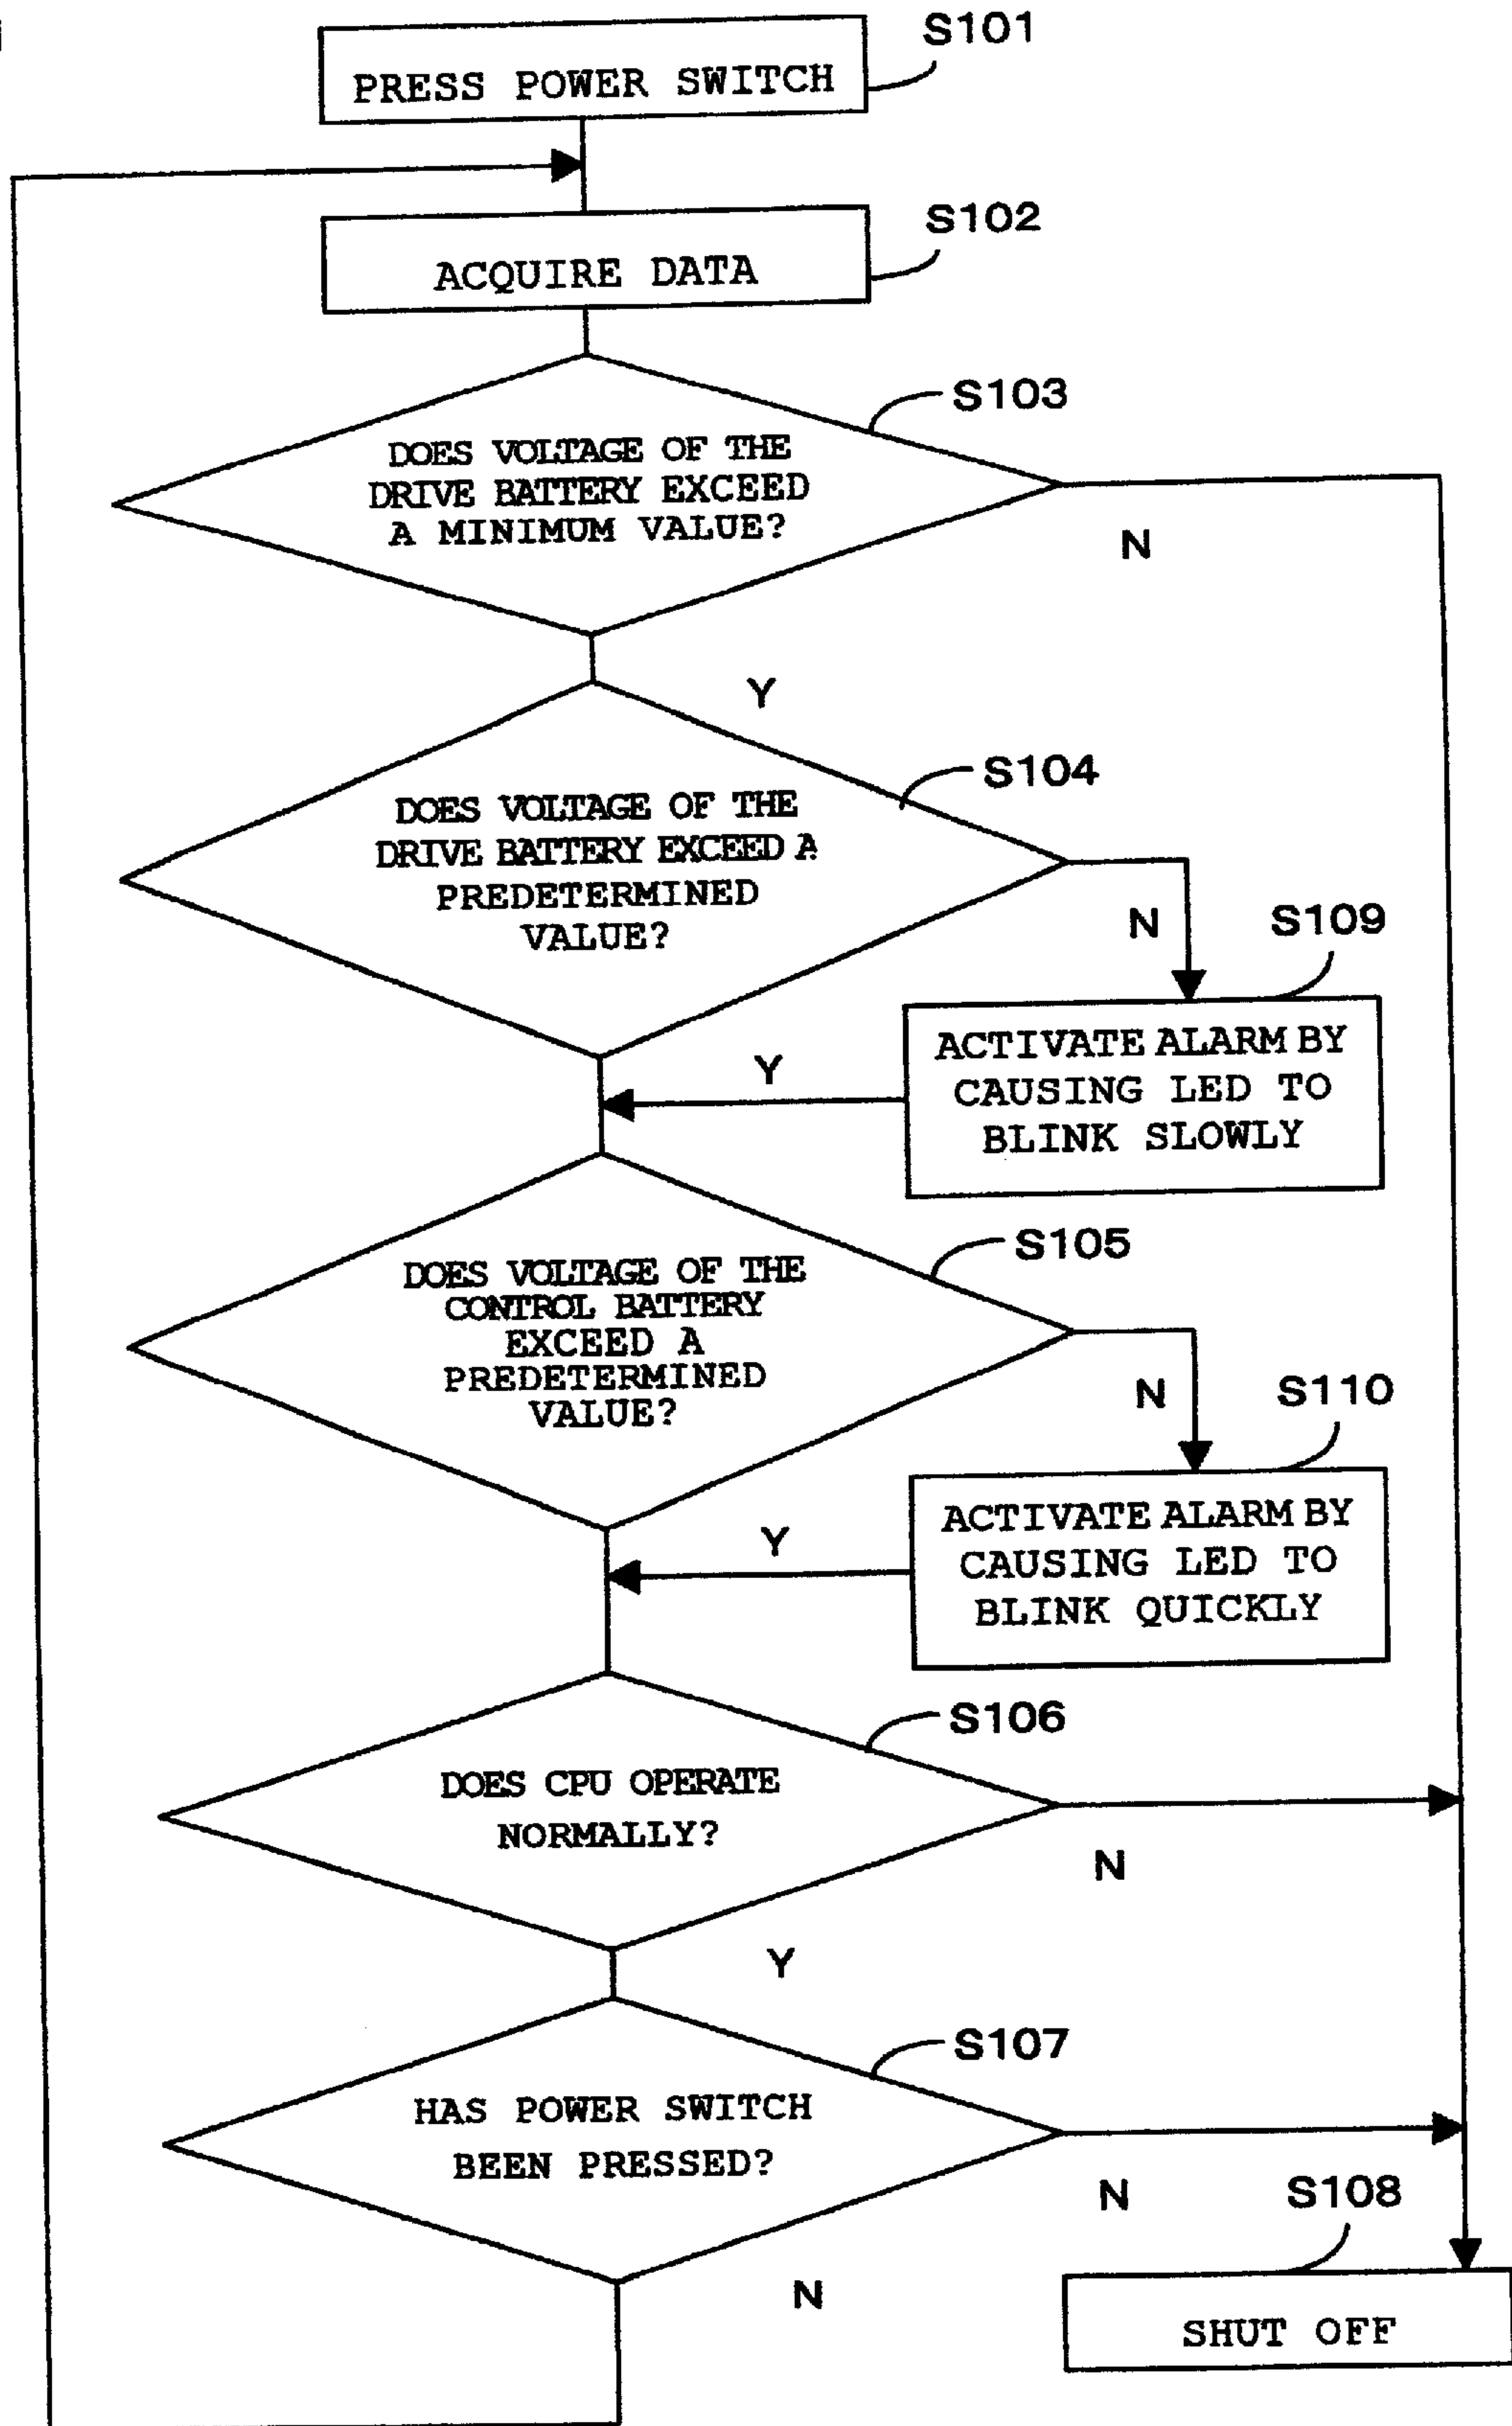 S101
PRESS POWER SWITCH
S102
ACQUIRE DATA
S103
DOES VOLTAGE OF THE
DRIVE BATTERY EXCEED
A MINIMUM VALUE?
N
Y
S104
DOES VOLTAGE OF THE
DRIVE BATTERY EXCEED A
PREDETERMINED
VALUE?
N
S109
ACTIVATE ALARM BY
CAUSING LED TO
BLINK SLOWLY
Y
S105
DOES VOLTAGE OF THE
CONTROL BATTERY
EXCEED A
PREDETERMINED
VALUE?
N
S110
ACTIVATE ALARM BY
CAUSING LED TO
BLINK QUICKLY
Y
S106
DOES CPU OPERATE
NORMALLY?
N
Y
S107
HAS POWER SWITCH
BEEN PRESSED?
N
S108
N
SHUT OFF